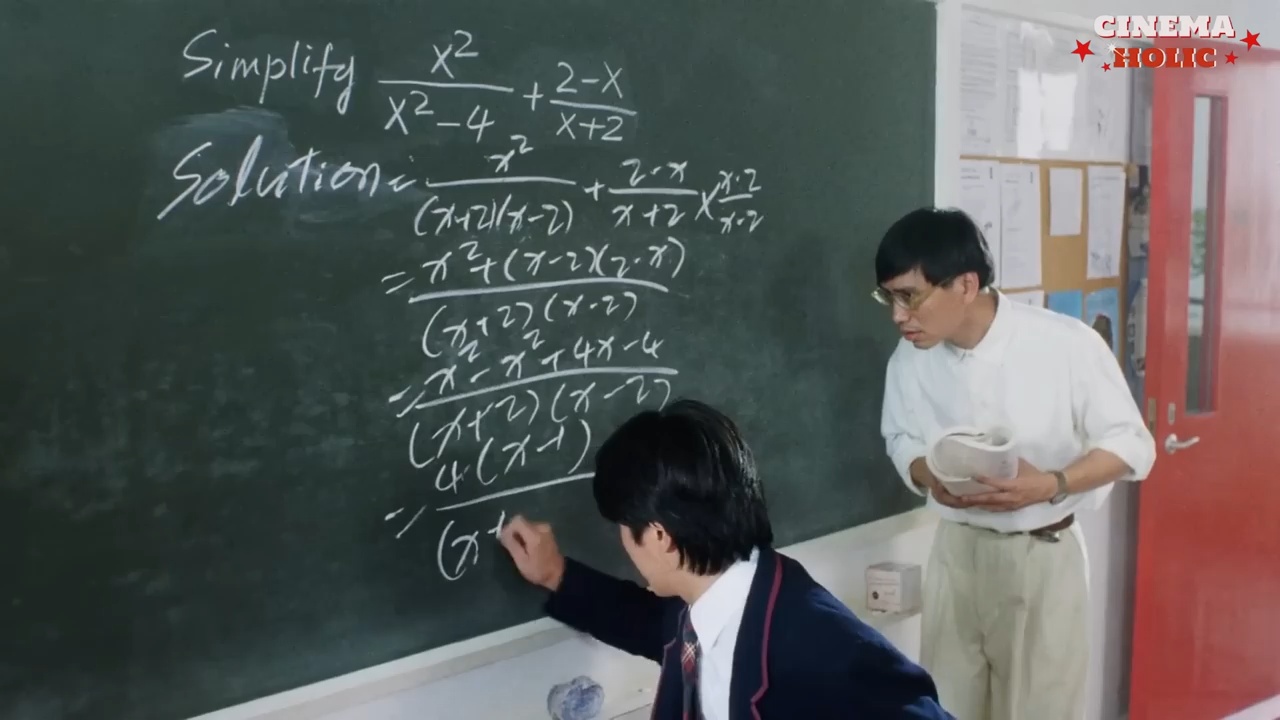 CINEMA
HOLIC
Simplify x²/(x²-4) + (2-x)/(x+2)
Solution = x²/((x+2)(x-2)) + (2-x)/(x+2) × (x-2)/(x-2)
= (x²+(x-2)(2-x))/((x+2)(x-2))
= (x²-x²+4x-4)/((x+2)(x-2))
= 4(x-1)/(x+